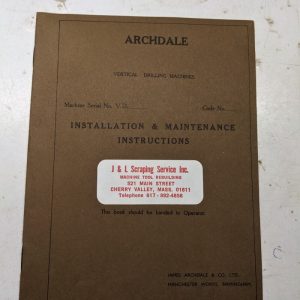 ARCHDALE
VERTICAL DRILLING MACHINES
Machine Serial No. V.D. Code No.
INSTALLATION & MAINTENANCE
INSTRUCTIONS
J & L Scraping Service Inc.
MACHINE TOOL REBUILDING
521 MAIN STREET
CHERRY VALLEY, MASS. 01611
Telephone 617 - 892-4858
This book should be handed to Operator.
JAMES ARCHDALE & CO. LTD.
MANCHESTER WORKS, BIRMINGHAM.